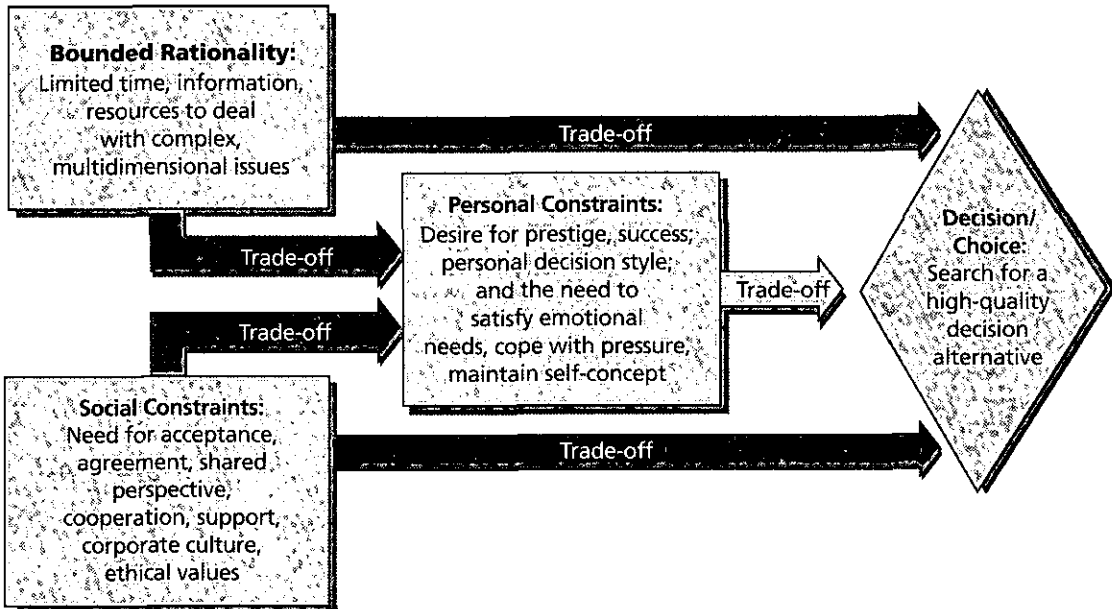 Bounded Rationality:
Limited time, information,
resources to deal
with complex,
multidimensional issues
Trade-off
Trade-off
Personal Constraints:
Desire for prestige, success;
personal decision style;
and the need to
satisfy emotional
needs, cope with pressure,
maintain self-concept
Trade-off
Decision/
Choice:
Search for a
high-quality
decision
alternative
Trade-off
Social Constraints:
Need for acceptance,
agreement, shared
perspective,
cooperation, support,
corporate culture,
ethical values
Trade-off